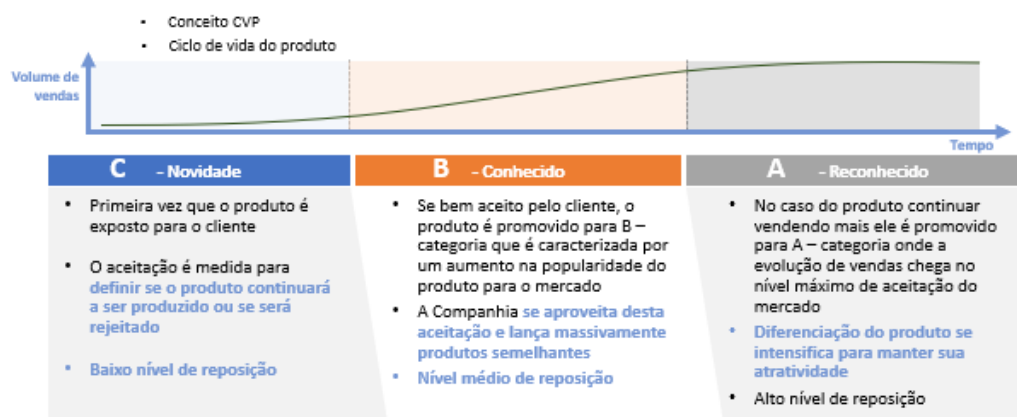 • Conceito CVP
• Ciclo de vida do produto
Volume de
vendas
Tempo
C - Novidade
• Primeira vez que o produto é
exposto para o cliente
• O aceitação é medida para
definir se o produto continuará
a ser produzido ou se será
rejeitado
• Baixo nível de reposição
B - Conhecido
• Se bem aceito pelo cliente, o
produto é promovido para B –
categoria que é caracterizada por
um aumento na popularidade do
produto para o mercado
• A Companhia se aproveita desta
aceitação e lança massivamente
produtos semelhantes
• Nível médio de reposição
A - Reconhecido
• No caso do produto continuar
vendendo mais ele é promovido
para A – categoria onde a
evolução de vendas chega no
nível máximo de aceitação do
mercado
• Diferenciação do produto se
intensifica para manter sua
atratividade
• Alto nível de reposição